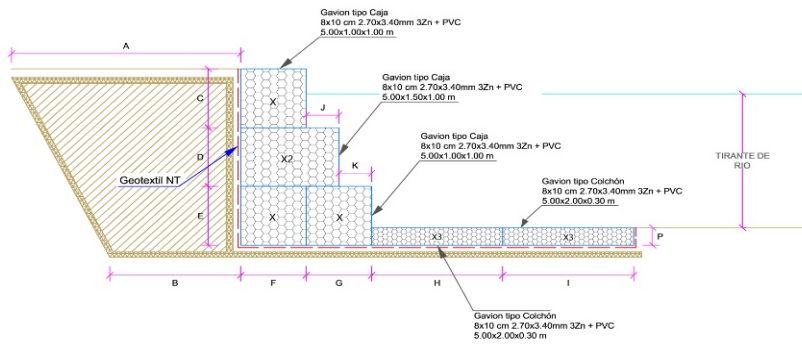 Gavion tipo Caja
8x10 cm 2.70x3.40mm 3Zn + PVC
5.00x1.00x1.00 m
A
C
X
J
Gavion tipo Caja
8x10 cm 2.70x3.40mm 3Zn + PVC
5.00x1.50x1.00 m
D
X2
K
Gavion tipo Caja
8x10 cm 2.70x3.40mm 3Zn + PVC
5.00x1.00x1.00 m
TIRANTE DE
RIO
Geotextil NT
Gavion tipo Colchón
8x10 cm 2.70x3.40mm 3Zn + PVC
5.00x2.00x0.30 m
E
X
X
X3
X3
P
B
F
G
H
I
Gavion tipo Colchón
8x10 cm 2.70x3.40mm 3Zn + PVC
5.00x2.00x0.30 m